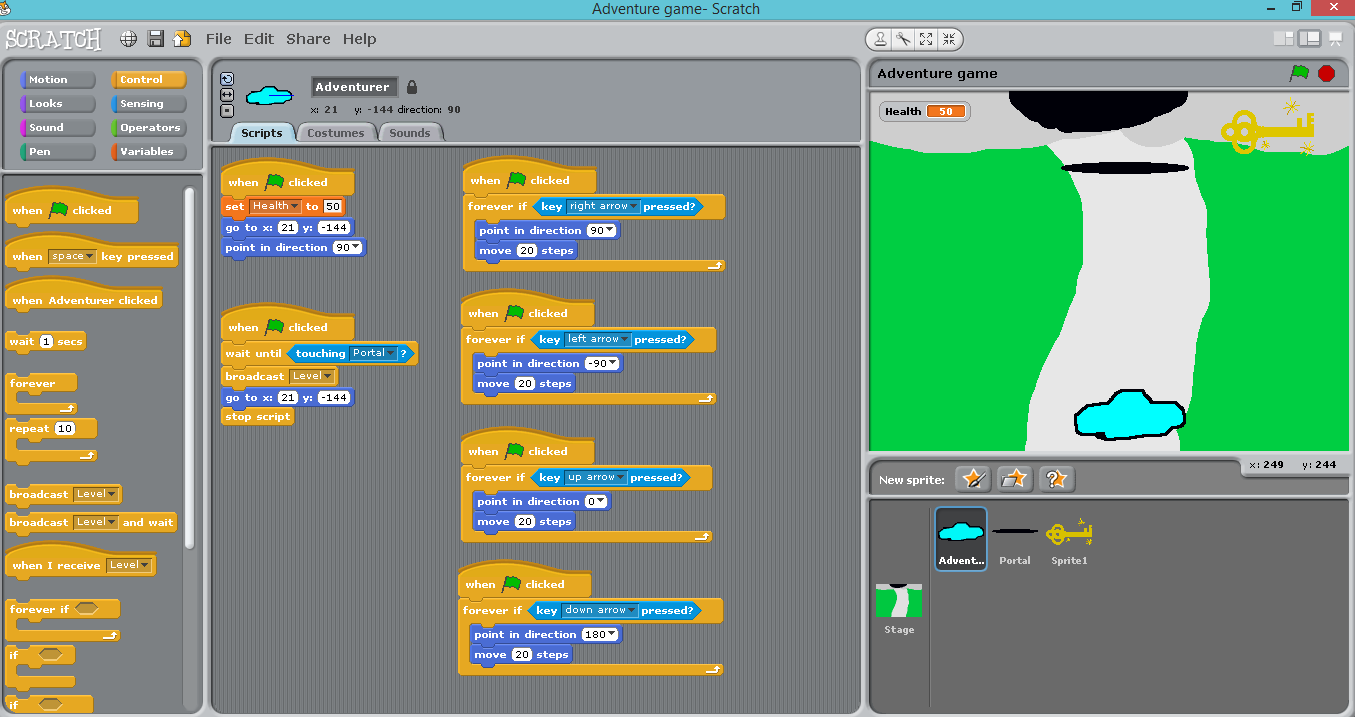 Adventure game- Scratch
SCRATCH File Edit Share Help
Motion Control
Looks Sensing
Sound Operators
Pen Variables
when clicked
when space key pressed
when Adventurer clicked
wait 1 secs
forever
repeat 10
broadcast Level
broadcast Level and wait
when I receive Level
forever if
if
if
Adventurer
x: 21 y: -144 direction: 90
Scripts Costumes Sounds
when clicked
set Health to 50
go to x: 21 y: -144
point in direction 90
when clicked
wait until touching Portal ?
broadcast Level
go to x: 21 y: -144
stop script
when clicked
forever if key right arrow pressed?
point in direction 90
move 20 steps
when clicked
forever if key left arrow pressed?
point in direction -90
move 20 steps
when clicked
forever if key up arrow pressed?
point in direction 0
move 20 steps
when clicked
forever if key down arrow pressed?
point in direction 180
move 20 steps
Adventure game
Health 50
x: 249 y: 244
New sprite:
Advent... Portal Sprite1
Stage